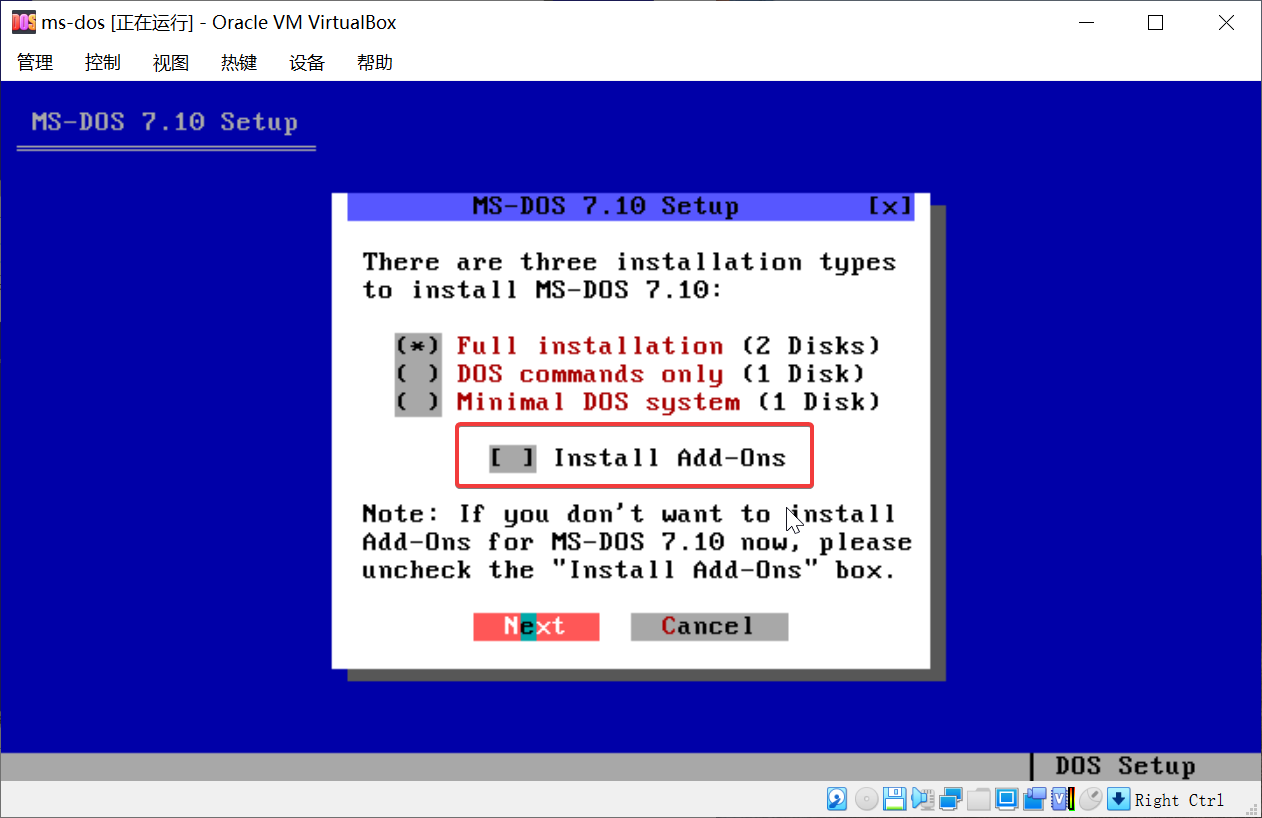 ms-dos [正在运行] - Oracle VM VirtualBox
管理 控制 视图 热键 设备 帮助
MS-DOS 7.10 Setup
MS-DOS 7.10 Setup [x]
There are three installation types
to install MS-DOS 7.10:
(*) Full installation (2 Disks)
( ) DOS commands only (1 Disk)
( ) Minimal DOS system (1 Disk)
[ ] Install Add-Ons
Note: If you don't want to install
Add-Ons for MS-DOS 7.10 now, please
uncheck the "Install Add-Ons" box.
Next Cancel
DOS Setup
Right Ctrl